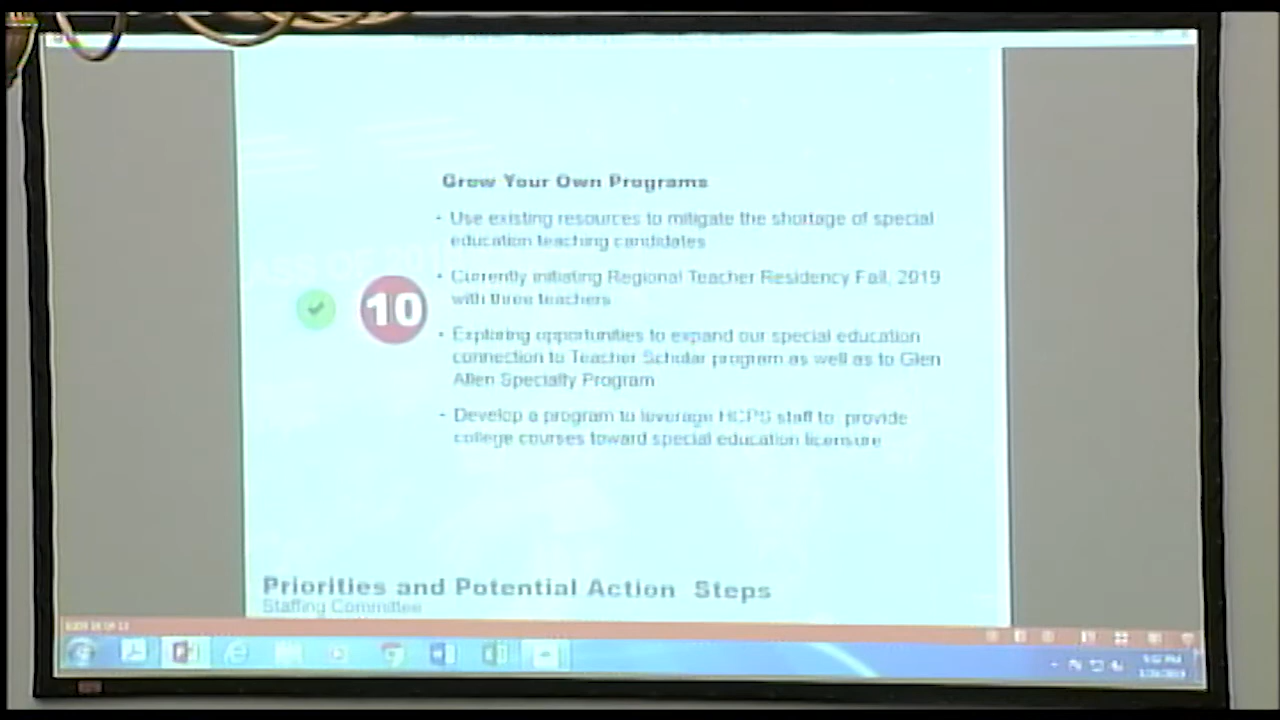 Grow Your Own Programs
- Use existing resources to mitigate the shortage of special
education teaching candidates
- Currently initiating Regional Teacher Residency Fall, 2019
with three teachers
10
- Exploring opportunities to expand our special education
connection to Teacher Scholar program as well as to Glen
Allen Specialty Program
- Develop a program to leverage HCPS staff to provide
college courses toward special education licensure
Priorities and Potential Action Steps
Staffing Committee